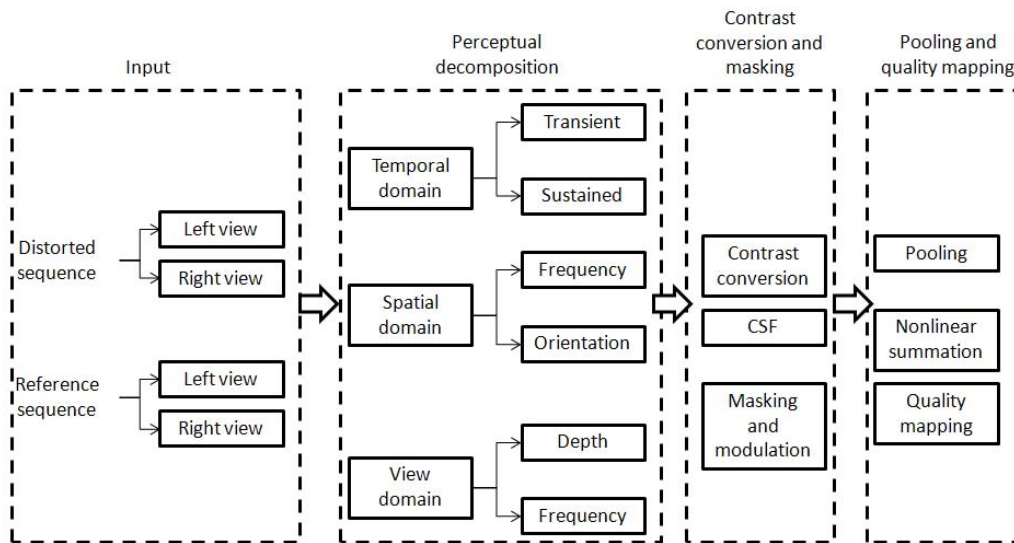 Input
Distorted
sequence
Left view
Right view
Reference
sequence
Left view
Right view
Perceptual
decomposition
Temporal
domain
Transient
Sustained
Spatial
domain
Frequency
Orientation
View
domain
Depth
Frequency
Contrast
conversion and
masking
Contrast
conversion
CSF
Masking
and
modulation
Pooling and
quality mapping
Pooling
Nonlinear
summation
Quality
mapping